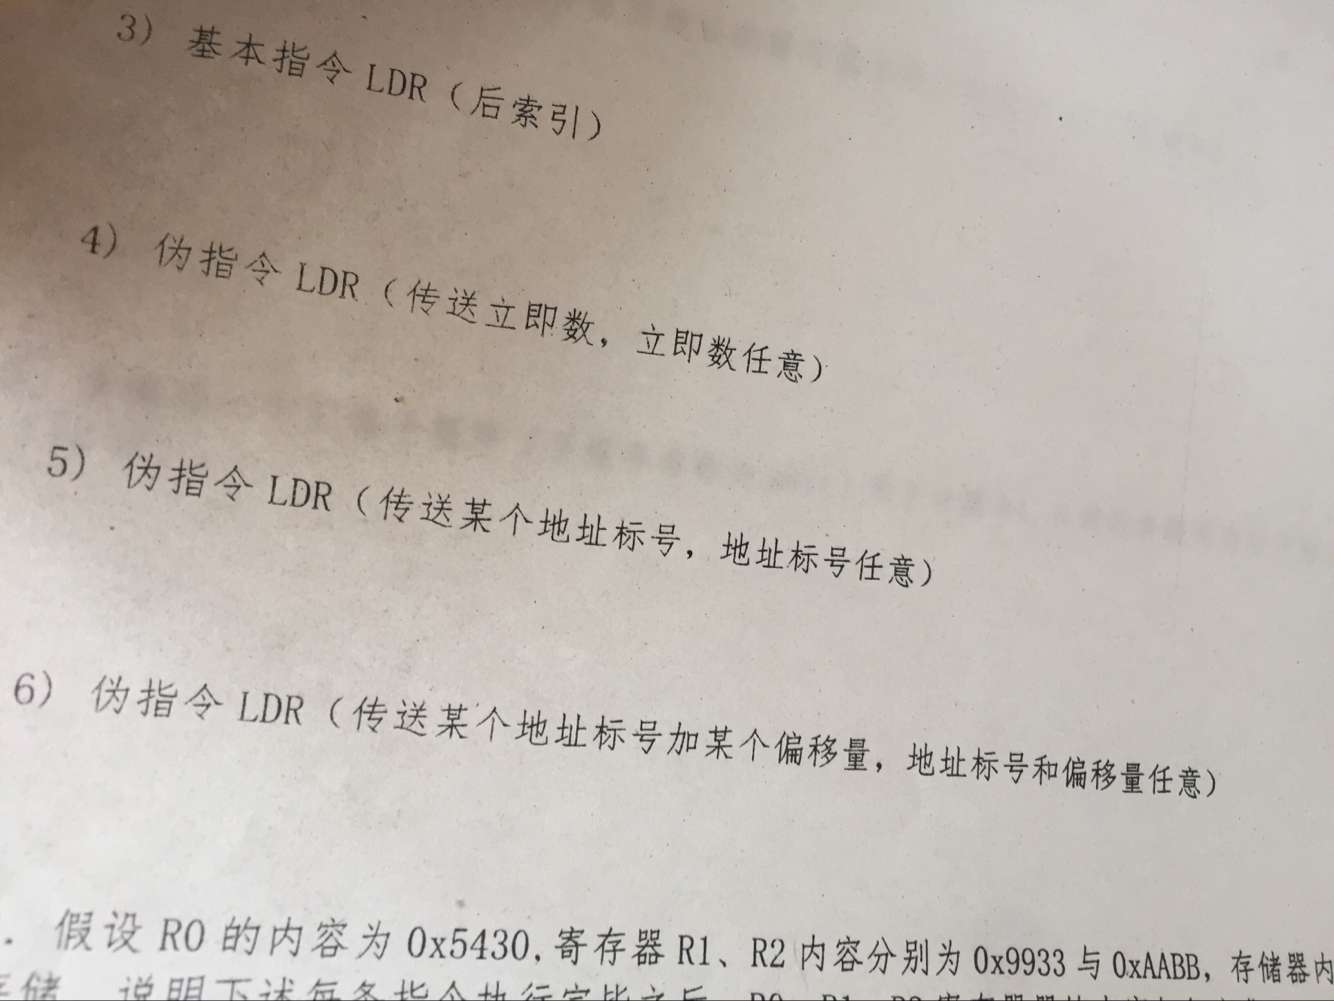 3) 基本指令 LDR（后索引）
4) 伪指令 LDR（传送立即数，立即数任意）
5) 伪指令 LDR（传送某个地址标号，地址标号任意）
6) 伪指令 LDR（传送某个地址标号加某个偏移量，地址标号和偏移量任意）
. 假设 R0 的内容为 0x5430,寄存器 R1、R2 内容分别为 0x9933 与 0xAABB，存储器内
存储 说明下述每条指令执行完毕之后 R0 R1